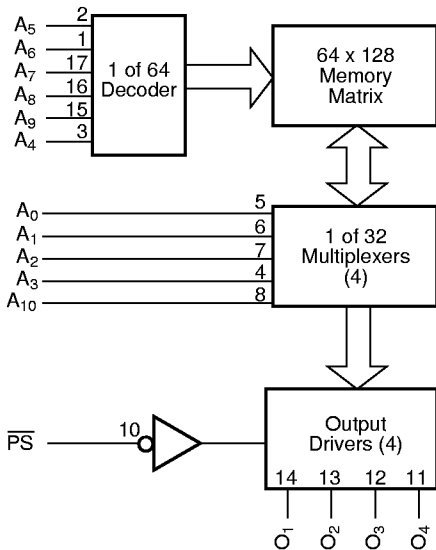 A5 2
A6 1
A7 17
A8 16
A9 15
A4 3
1 of 64
Decoder
64 x 128
Memory
Matrix
A0 5
A1 6
A2 7
A3 4
A10 8
1 of 32
Multiplexers
(4)
PS 10
Output
Drivers (4)
14 13 12 11
O1 O2 O3 O4